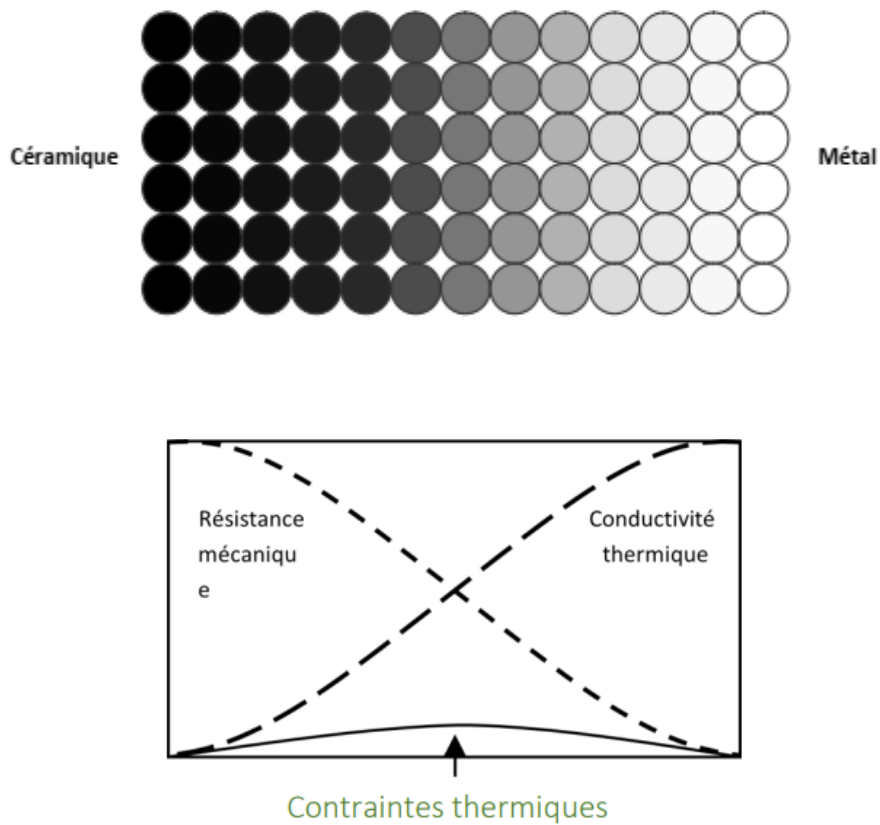 Céramique
Métal
Résistance
mécaniqu
e
Conductivité
thermique
Contraintes thermiques